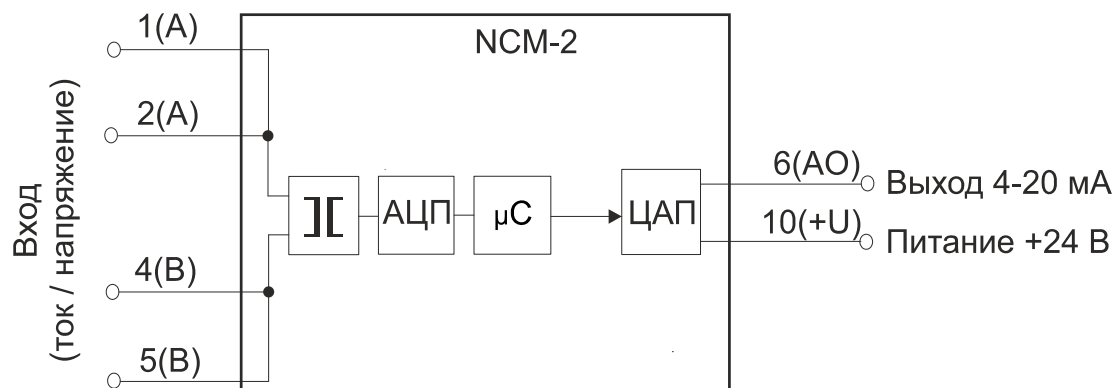 NCM-2
1(A)
2(A)
4(B)
5(B)
Вход
(ток / напряжение)
АЦП
µC
ЦАП
6(AO)
Выход 4-20 мА
10(+U)
Питание +24 В